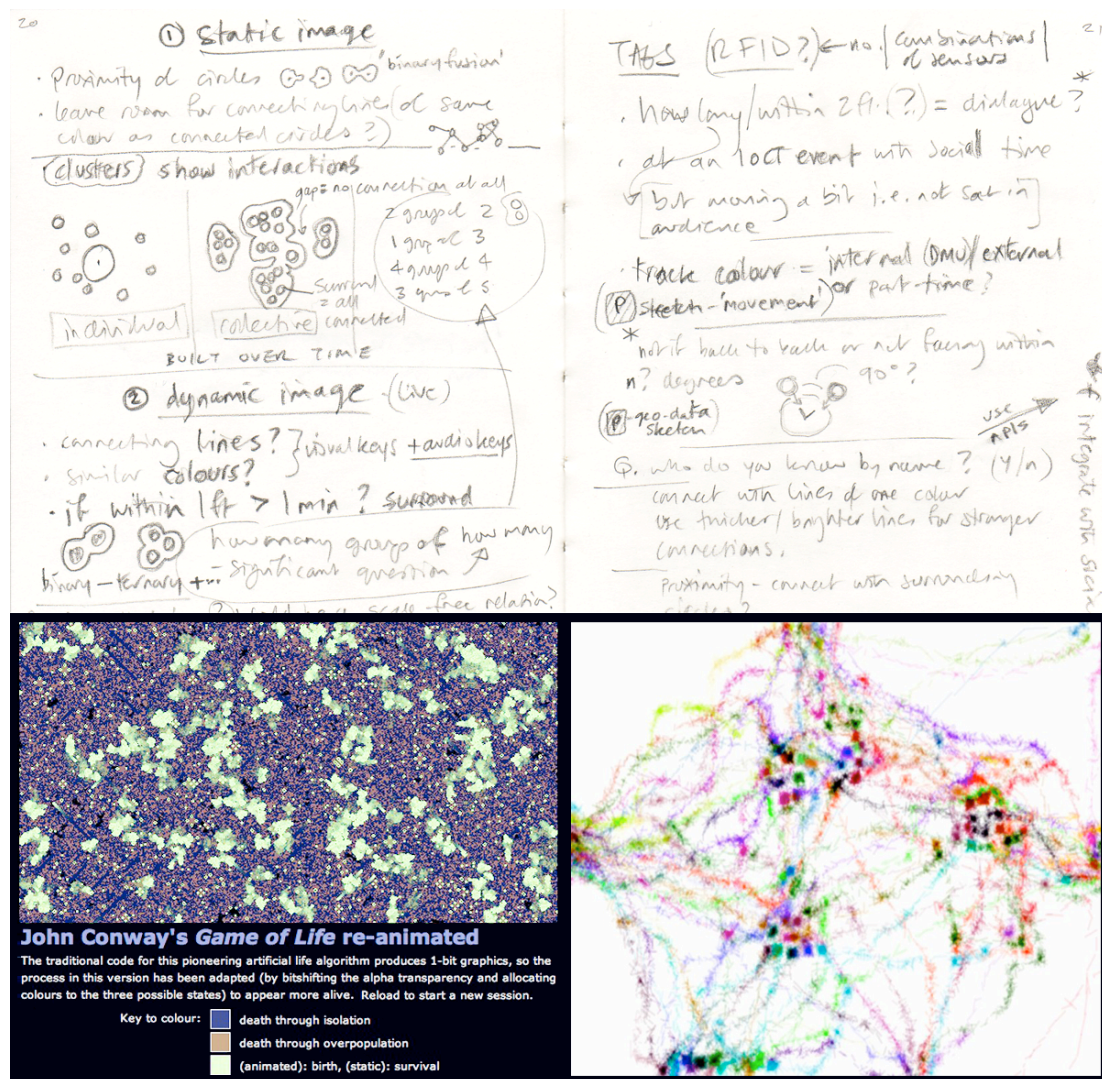 20
① static image
· Proximity of circles 'binary fusion'
· leave room for connecting lines (of same
colour as connected circles?)
(clusters) show interactions
gap = no connection at all
2 groups of 2
1 group of 3
4 groups of 4
3 groups of 5
surround
= all
connected
individual
collective
BUILT OVER TIME
② dynamic image - (live)
· connecting lines? } visual keys + audio keys
· similar colours?
· if within 1ft > 1 min? surround
how many groups of how many
- significant question
binary – ternary +...
scale-free relation?
21
TAGS (RFID?) ← no. / combinations /
of sensors
*
· how long/within 2ft.(?) = dialogue?
· at an IOCT event with social time
[but moving a bit i.e. not sat in
audience]
· track colour = internal (DMU)/external
or part-time?
(P sketch - 'movement')
* not if back to back or not facing within
n? degrees
90°?
(P - geo-data
sketch)
use
APIs
* integrate with
Q. who do you know by name? (Y/n)
connect with lines of one colour
use thicker/brighter lines for stronger
connections.
Proximity - connect with surrounding
circles?
John Conway's Game of Life re-animated
The traditional code for this pioneering artificial life algorithm produces 1-bit graphics, so the
process in this version has been adapted (by bitshifting the alpha transparency and allocating
colours to the three possible states) to appear more alive. Reload to start a new session.
Key to colour:
death through isolation
death through overpopulation
(animated): birth, (static): survival